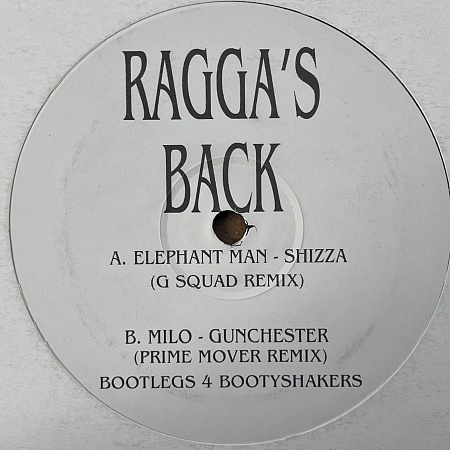 RAGGA'S
BACK
A. ELEPHANT MAN - SHIZZA
(G SQUAD REMIX)
B. MILO - GUNCHESTER
(PRIME MOVER REMIX)
BOOTLEGS 4 BOOTYSHAKERS